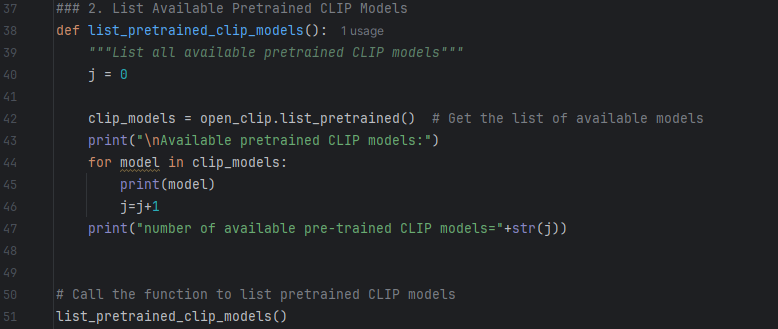 37 ### 2. List Available Pretrained CLIP Models
38 def list_pretrained_clip_models(): 1 usage
39     """List all available pretrained CLIP models"""
40     j = 0
41
42     clip_models = open_clip.list_pretrained()  # Get the list of available models
43     print("\nAvailable pretrained CLIP models:")
44     for model in clip_models:
45         print(model)
46         j=j+1
47     print("number of available pre-trained CLIP models="+str(j))
48
49
50 # Call the function to list pretrained CLIP models
51 list_pretrained_clip_models()